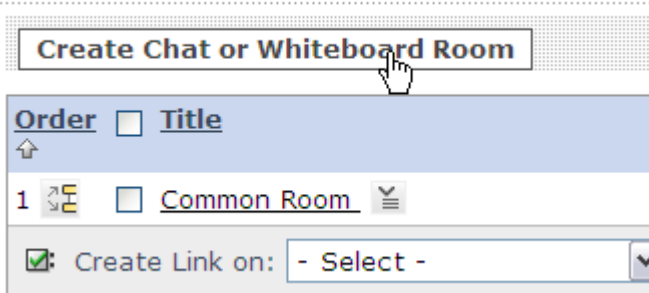 Create Chat or Whiteboard Room
Order Title
1 Common Room
Create Link on: - Select -